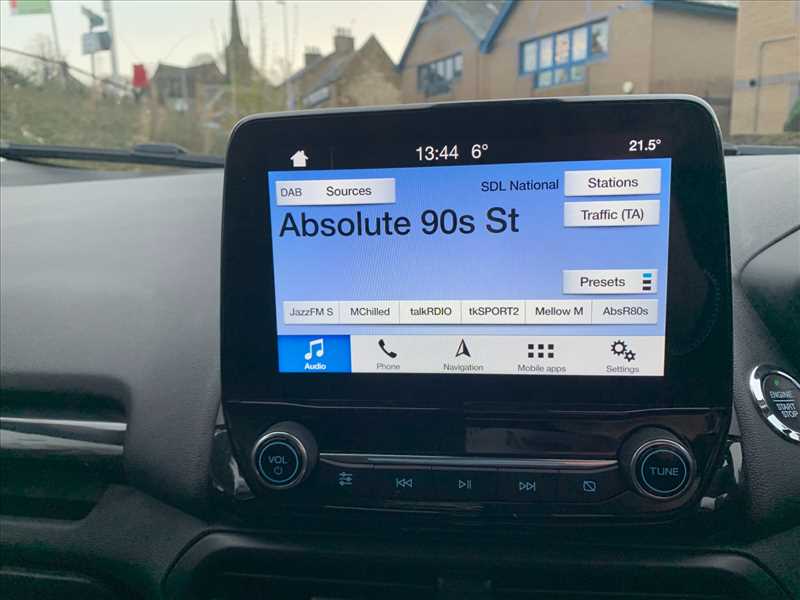 13:44 6° 21.5°
DAB Sources SDL National Stations
Absolute 90s St
Traffic (TA)
Presets
JazzFM S MChilled talkRDIO tkSPORT2 Mellow M AbsR80s
Audio Phone Navigation Mobile apps Settings
VOL
TUNE
ENGINE
START
STOP